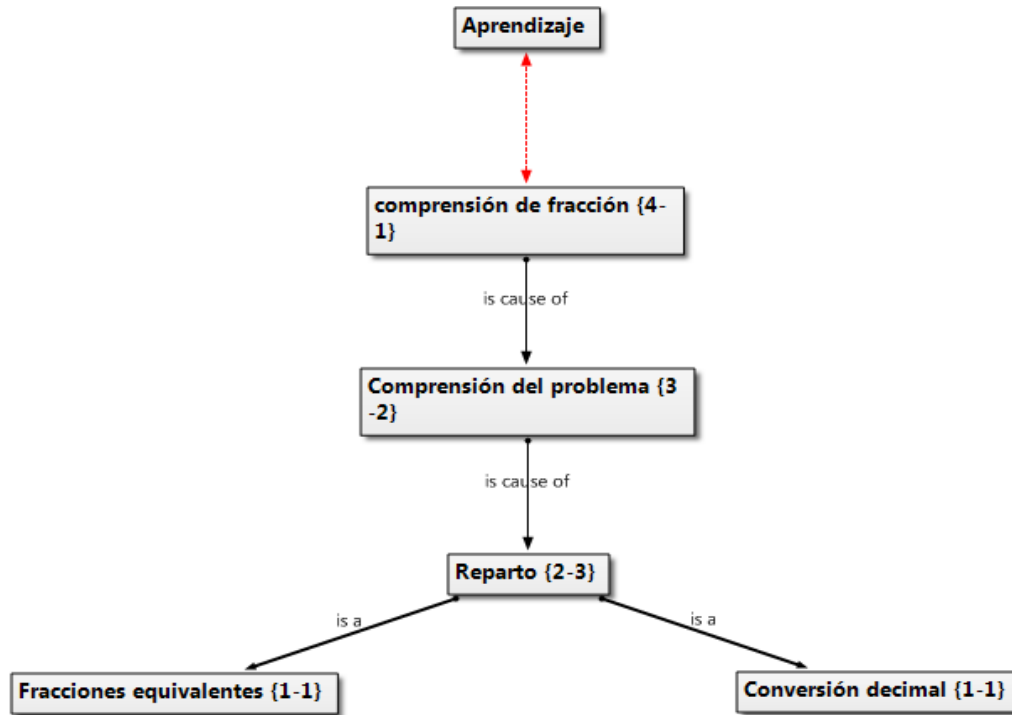 Aprendizaje
comprensión de fracción {4-
1}
is cause of
Comprensión del problema {3
-2}
is cause of
Reparto {2-3}
is a
is a
Fracciones equivalentes {1-1}
Conversión decimal {1-1}